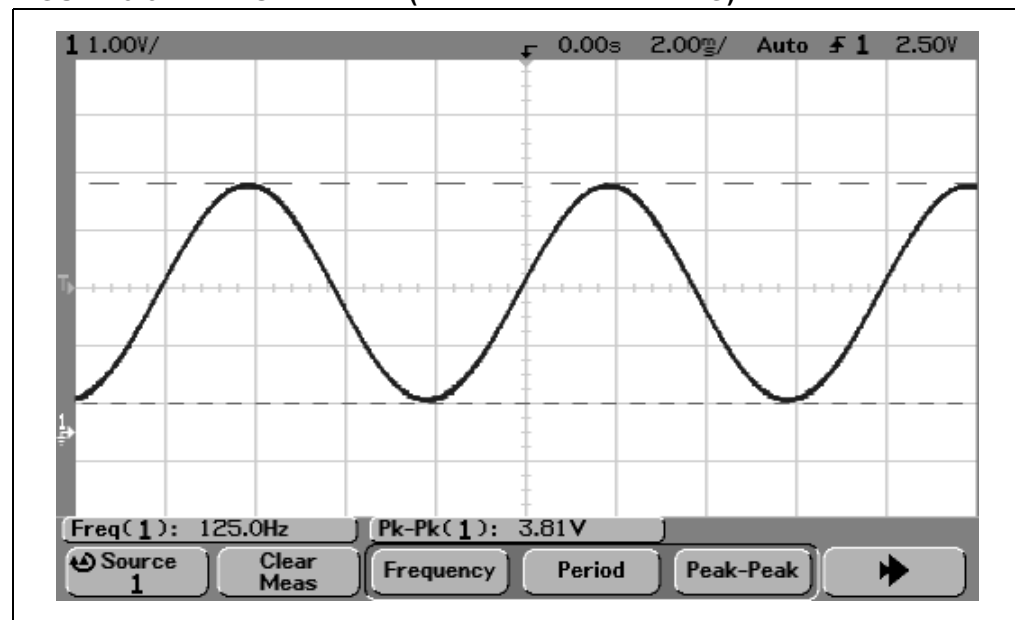 1 1.00V/ 0.00s 2.00ms/ Auto 1 2.50V
T
1
Freq(1): 125.0Hz Pk-Pk(1): 3.81V
Source 1
Clear Meas
Frequency
Period
Peak-Peak